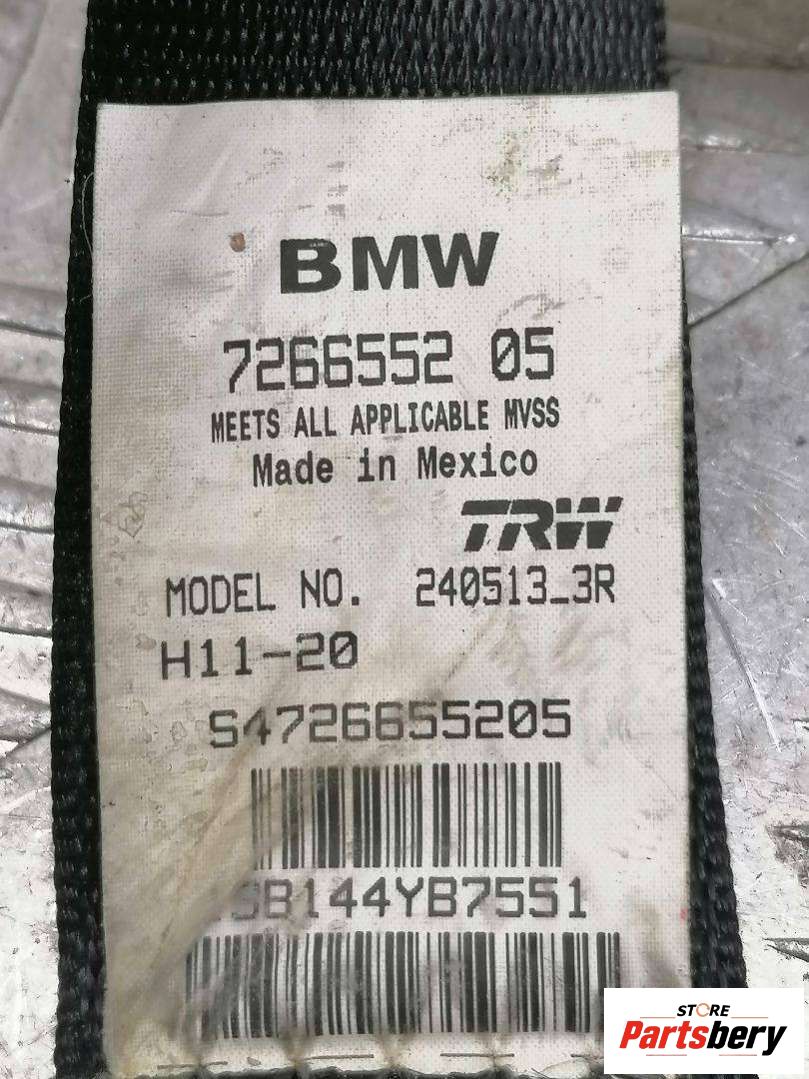 BMW
7266552 05
MEETS ALL APPLICABLE MVSS
Made in Mexico
TRW
MODEL NO. 240513_3R
H11-20
S4726655205
SB144YB7551
STORE
Partsbery